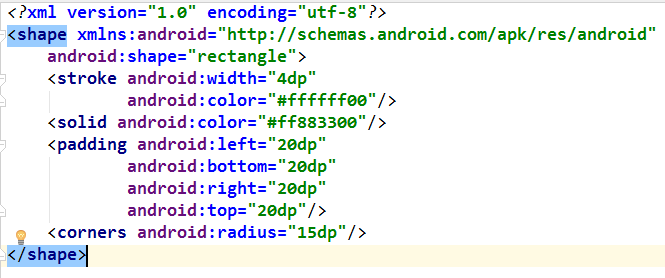 <?xml version="1.0" encoding="utf-8"?>
<shape xmlns:android="http://schemas.android.com/apk/res/android"
    android:shape="rectangle">
    <stroke android:width="4dp"
            android:color="#ffffff00"/>
    <solid android:color="#ff883300"/>
    <padding android:left="20dp"
            android:bottom="20dp"
            android:right="20dp"
            android:top="20dp"/>
    <corners android:radius="15dp"/>
</shape>